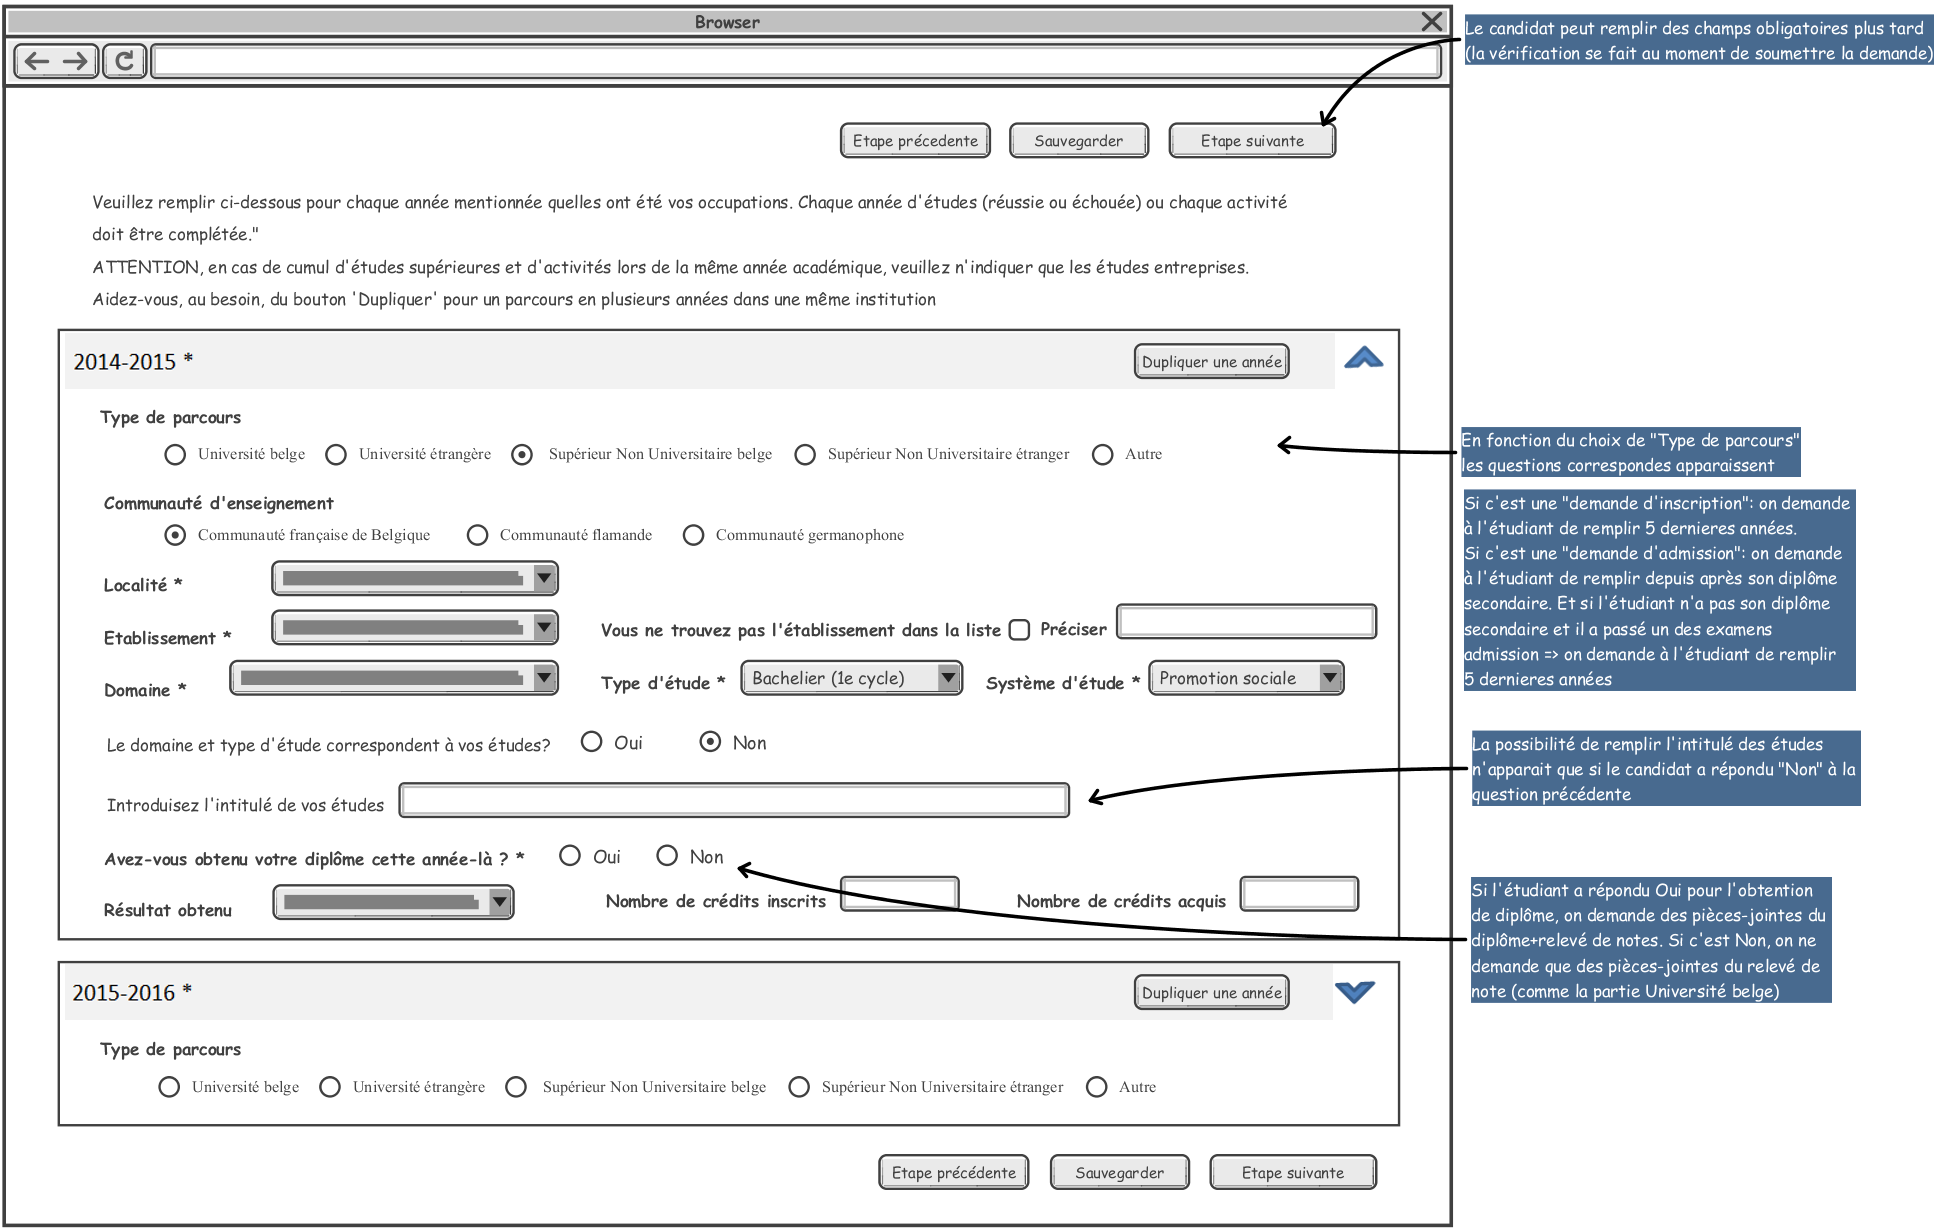 Browser
Le candidat peut remplir des champs obligatoires plus tard
(la vérification se fait au moment de soumettre la demande)
Etape précedente
Sauvegarder
Etape suivante
Veuillez remplir ci-dessous pour chaque année mentionnée quelles ont été vos occupations. Chaque année d'études (réussie ou échouée) ou chaque activité
doit être complétée."
ATTENTION, en cas de cumul d'études supérieures et d'activités lors de la même année académique, veuillez n'indiquer que les études entreprises.
Aidez-vous, au besoin, du bouton 'Dupliquer' pour un parcours en plusieurs années dans une même institution
2014-2015 *
Dupliquer une année
Type de parcours
Université belge
Université étrangère
Supérieur Non Universitaire belge
Supérieur Non Universitaire étranger
Autre
En fonction du choix de "Type de parcours"
les questions correspondes apparaissent
Communauté d'enseignement
Communauté française de Belgique
Communauté flamande
Communauté germanophone
Si c'est une "demande d'inscription": on demande
à l'étudiant de remplir 5 dernieres années.
Si c'est une "demande d'admission": on demande
à l'étudiant de remplir depuis après son diplôme
secondaire. Et si l'étudiant n'a pas son diplôme
secondaire et il a passé un des examens
admission => on demande à l'étudiant de remplir
5 dernieres années
Localité *
Etablissement *
Vous ne trouvez pas l'établissement dans la liste
Préciser
Domaine *
Type d'étude *
Bachelier (1e cycle)
Système d'étude *
Promotion sociale
Le domaine et type d'étude correspondent à vos études?
Oui
Non
La possibilité de remplir l'intitulé des études
n'apparait que si le candidat a répondu "Non" à la
question précédente
Introduisez l'intitulé de vos études
Avez-vous obtenu votre diplôme cette année-là ? *
Oui
Non
Résultat obtenu
Nombre de crédits inscrits
Nombre de crédits acquis
Si l'étudiant a répondu Oui pour l'obtention
de diplôme, on demande des pièces-jointes du
diplôme+relevé de notes. Si c'est Non, on ne
demande que des pièces-jointes du relevé de
note (comme la partie Université belge)
2015-2016 *
Dupliquer une année
Type de parcours
Université belge
Université étrangère
Supérieur Non Universitaire belge
Supérieur Non Universitaire étranger
Autre
Etape précédente
Sauvegarder
Etape suivante